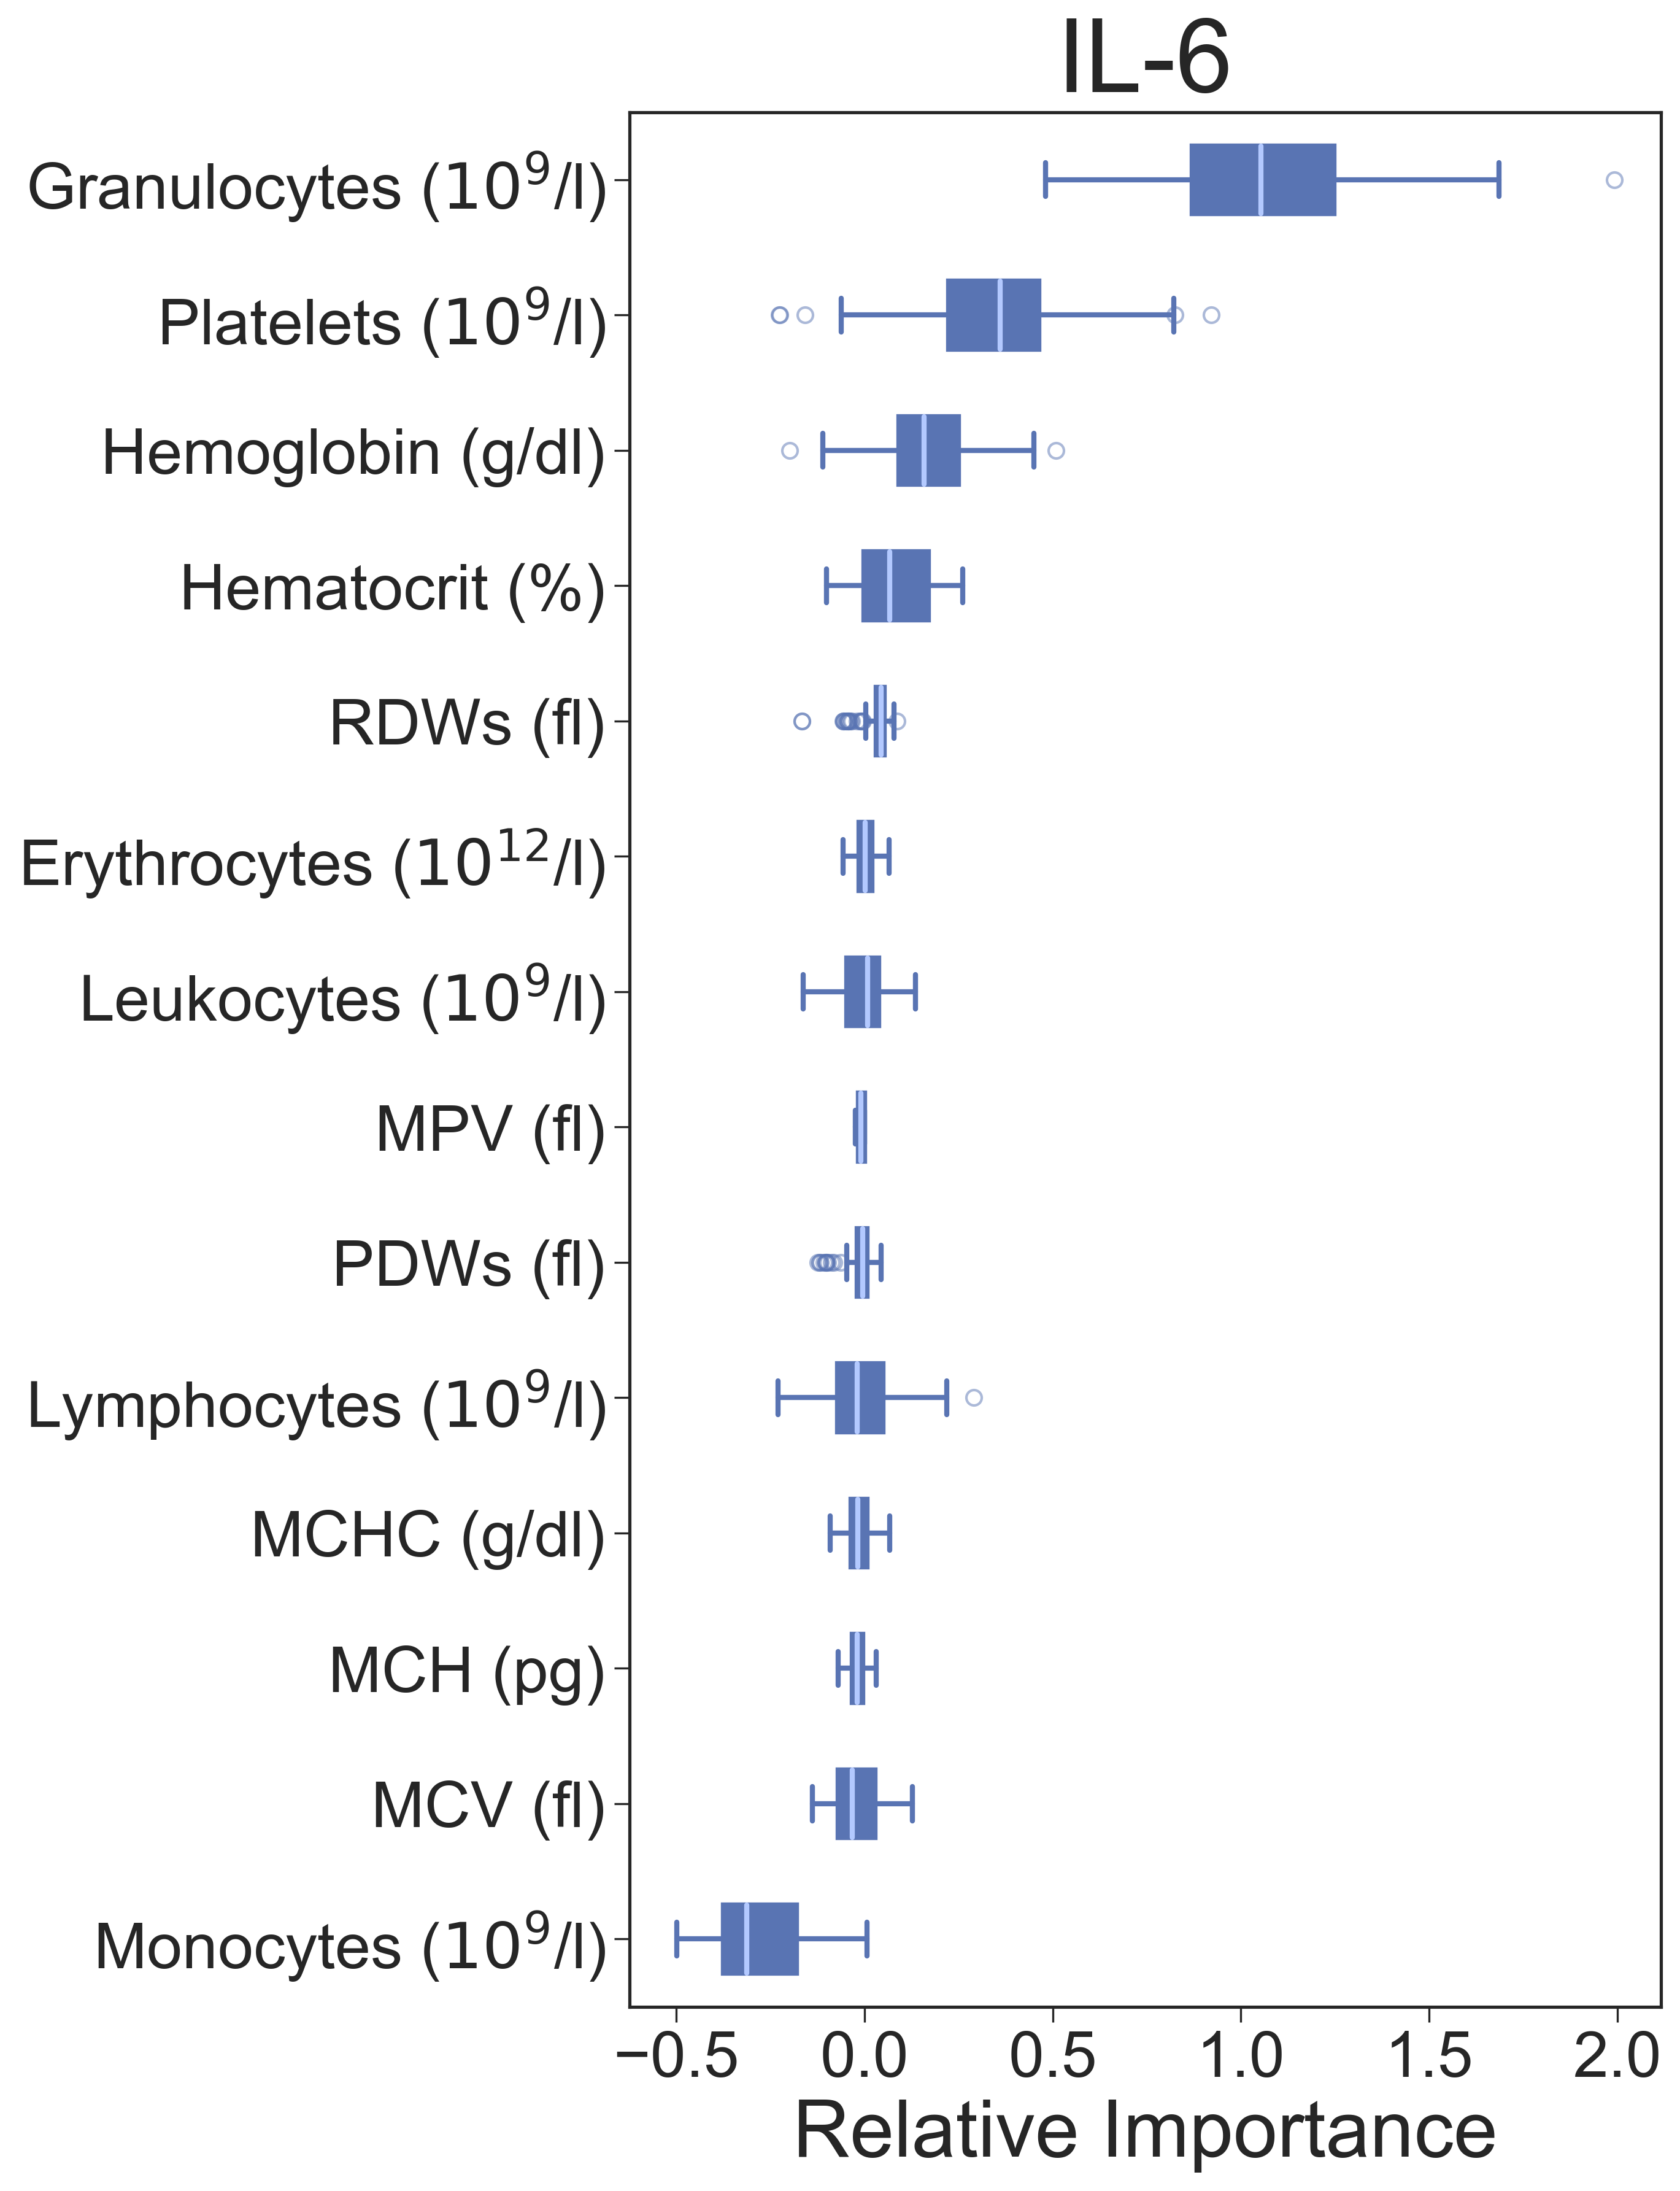 IL-6
Granulocytes (10⁹/l)
Platelets (10⁹/l)
Hemoglobin (g/dl)
Hematocrit (%)
RDWs (fl)
Erythrocytes (10¹²/l)
Leukocytes (10⁹/l)
MPV (fl)
PDWs (fl)
Lymphocytes (10⁹/l)
MCHC (g/dl)
MCH (pg)
MCV (fl)
Monocytes (10⁹/l)
−0.5 0.0 0.5 1.0 1.5 2.0
Relative Importance